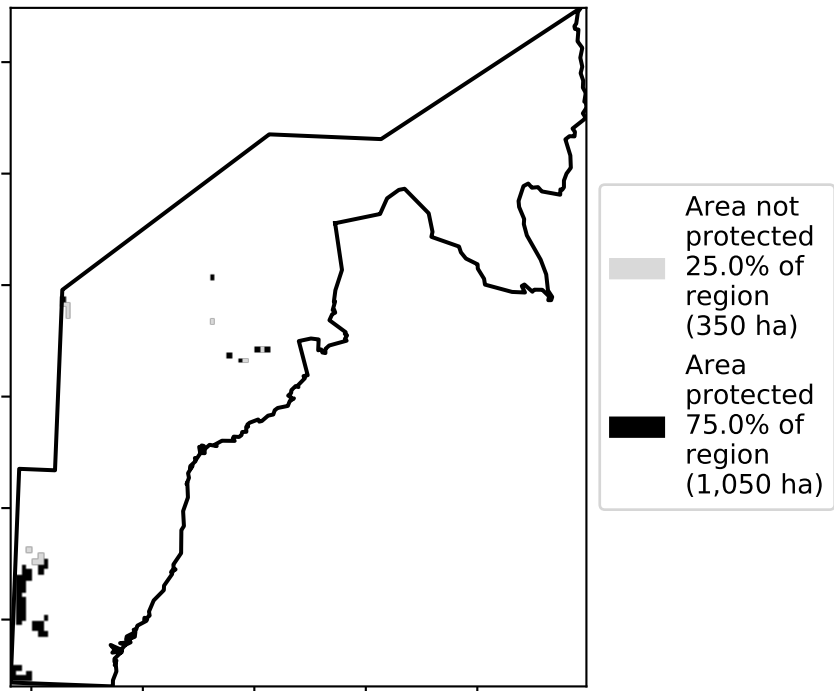 Area not
protected
25.0% of
region
(350 ha)
Area
protected
75.0% of
region
(1,050 ha)